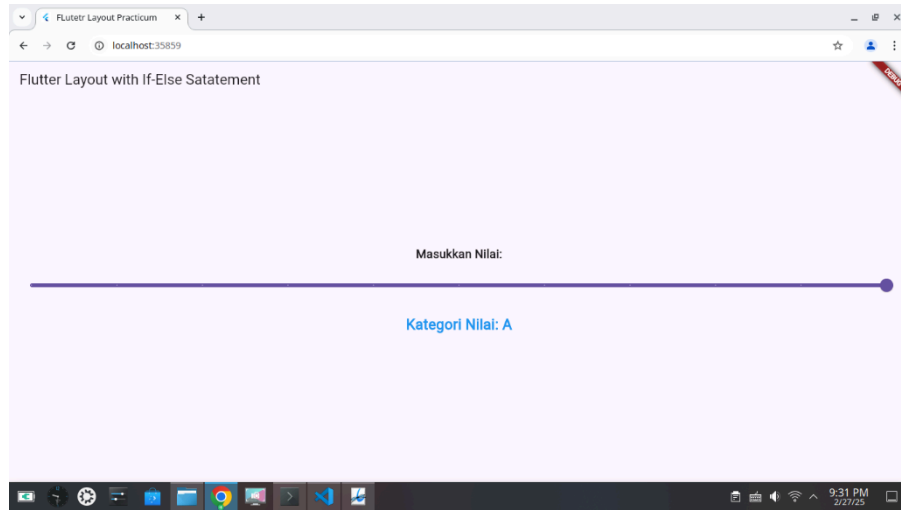 FLutetr Layout Practicum
localhost:35859
Flutter Layout with If-Else Satatement
DEBUG
Masukkan Nilai:
Kategori Nilai: A
9:31 PM
2/27/25